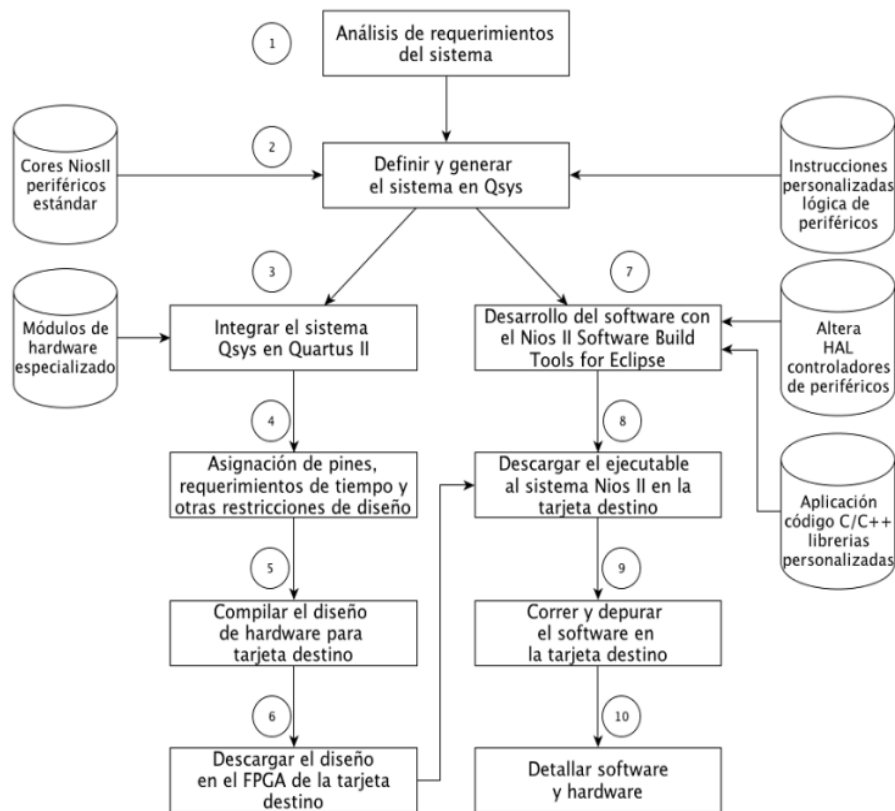 1
Análisis de requerimientos
del sistema
2
Cores NiosII
periféricos
estándar
Definir y generar
el sistema en Qsys
Instrucciones
personalizadas
lógica de
periféricos
3
7
Módulos de
hardware
especializado
Integrar el sistema
Qsys en Quartus II
Desarrollo del software con
el Nios II Software Build
Tools for Eclipse
Altera
HAL
controladores
de periféricos
4
8
Asignación de pines,
requerimientos de tiempo y
otras restricciones de diseño
Descargar el ejecutable
al sistema Nios II en la
tarjeta destino
Aplicación
código C/C++
librerias
personalizadas
5
9
Compilar el diseño
de hardware para
tarjeta destino
Correr y depurar
el software en
la tarjeta destino
6
10
Descargar el diseño
en el FPGA de la tarjeta
destino
Detallar software
y hardware